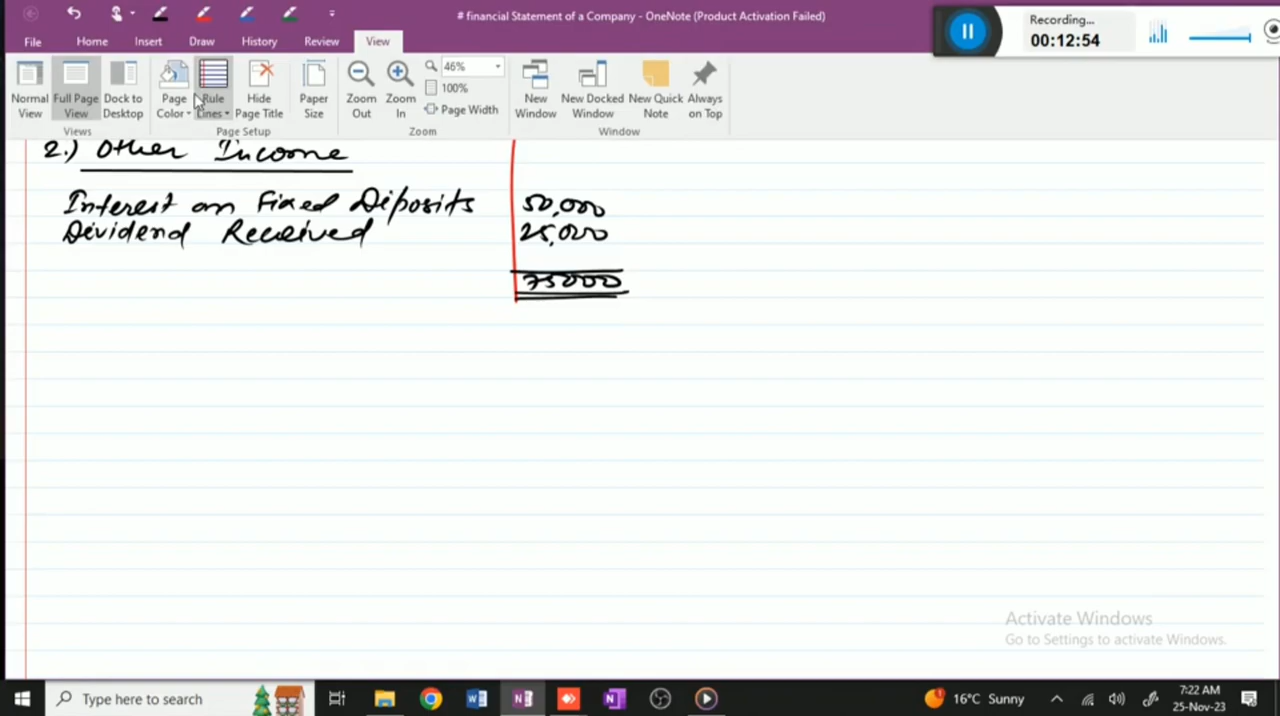 # financial Statement of a Company - OneNote (Product Activation Failed)
Recording...
00:12:54
File Home Insert Draw History Review View
46%
100%
Page Width
Normal View
Full Page View
Dock to Desktop
Page Color
Rule Lines
Hide Page Title
Paper Size
Zoom Out
Zoom In
New Window
New Docked Window
New Quick Note
Always on Top
Views Page Setup Zoom Window
2.) Other Income
Interest on Fixed Deposits 50,000
Dividend Received 25,000
75000
Activate Windows
Go to Settings to activate Windows.
Type here to search
16°C Sunny
7:22 AM
25-Nov-23